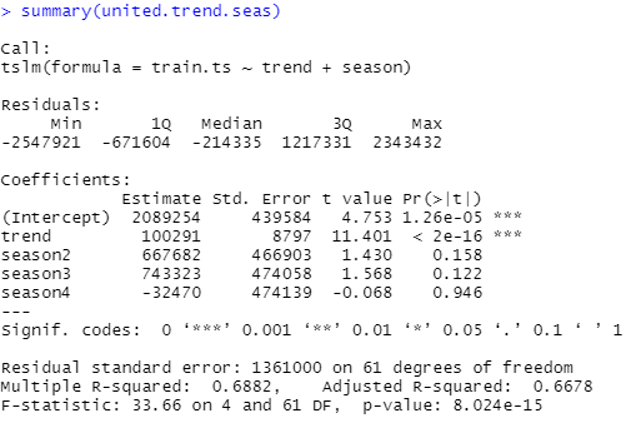 > summary(united.trend.seas)
Call:
tslm(formula = train.ts ~ trend + season)
Residuals:
Min 1Q Median 3Q Max
-2547921 -671604 -214335 1217331 2343432
Coefficients:
Estimate Std. Error t value Pr(>|t|)
(Intercept) 2089254 439584 4.753 1.26e-05 ***
trend 100291 8797 11.401 < 2e-16 ***
season2 667682 466903 1.430 0.158
season3 743323 474058 1.568 0.122
season4 -32470 474139 -0.068 0.946
---
Signif. codes: 0 ‘***’ 0.001 ‘**’ 0.01 ‘*’ 0.05 ‘.’ 0.1 ‘ ’ 1
Residual standard error: 1361000 on 61 degrees of freedom
Multiple R-squared: 0.6882, Adjusted R-squared: 0.6678
F-statistic: 33.66 on 4 and 61 DF, p-value: 8.024e-15